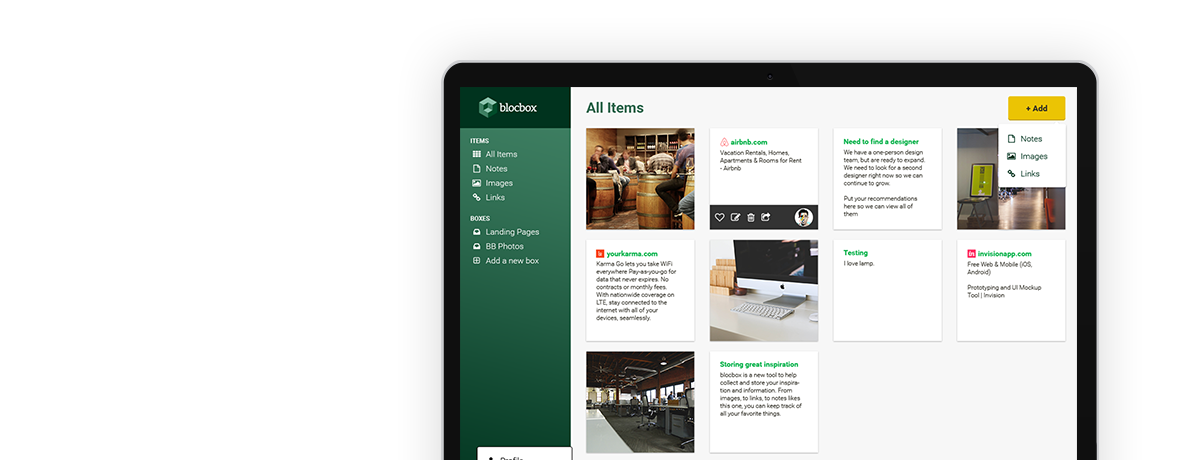 blocbox
ITEMS
All Items
Notes
Images
Links
BOXES
Landing Pages
BB Photos
Add a new box
Profile
All Items
+ Add
Notes
Images
Links
airbnb.com
Vacation Rentals, Homes,
Apartments & Rooms for Rent
- Airbnb
Need to find a designer
We have a one-person design
team, but are ready to expand.
We need to look for a second
designer right now so we can
continue to grow.
Put your recommendations
here so we can view all of
them
yourkarma.com
Karma Go lets you take WiFi
everywhere Pay-as-you-go for
data that never expires. No
contracts or monthly fees.
With nationwide coverage on
LTE, stay connected to the
internet with all of your
devices, seamlessly.
Testing
I love lamp.
in
invisionapp.com
Free Web & Mobile (iOS,
Android)
Prototyping and UI Mockup
Tool | Invision
Storing great inspiration
blocbox is a new tool to help
collect and store your inspira-
tion and information. From
images, to links, to notes likes
this one, you can keep track of
all your favorite things.